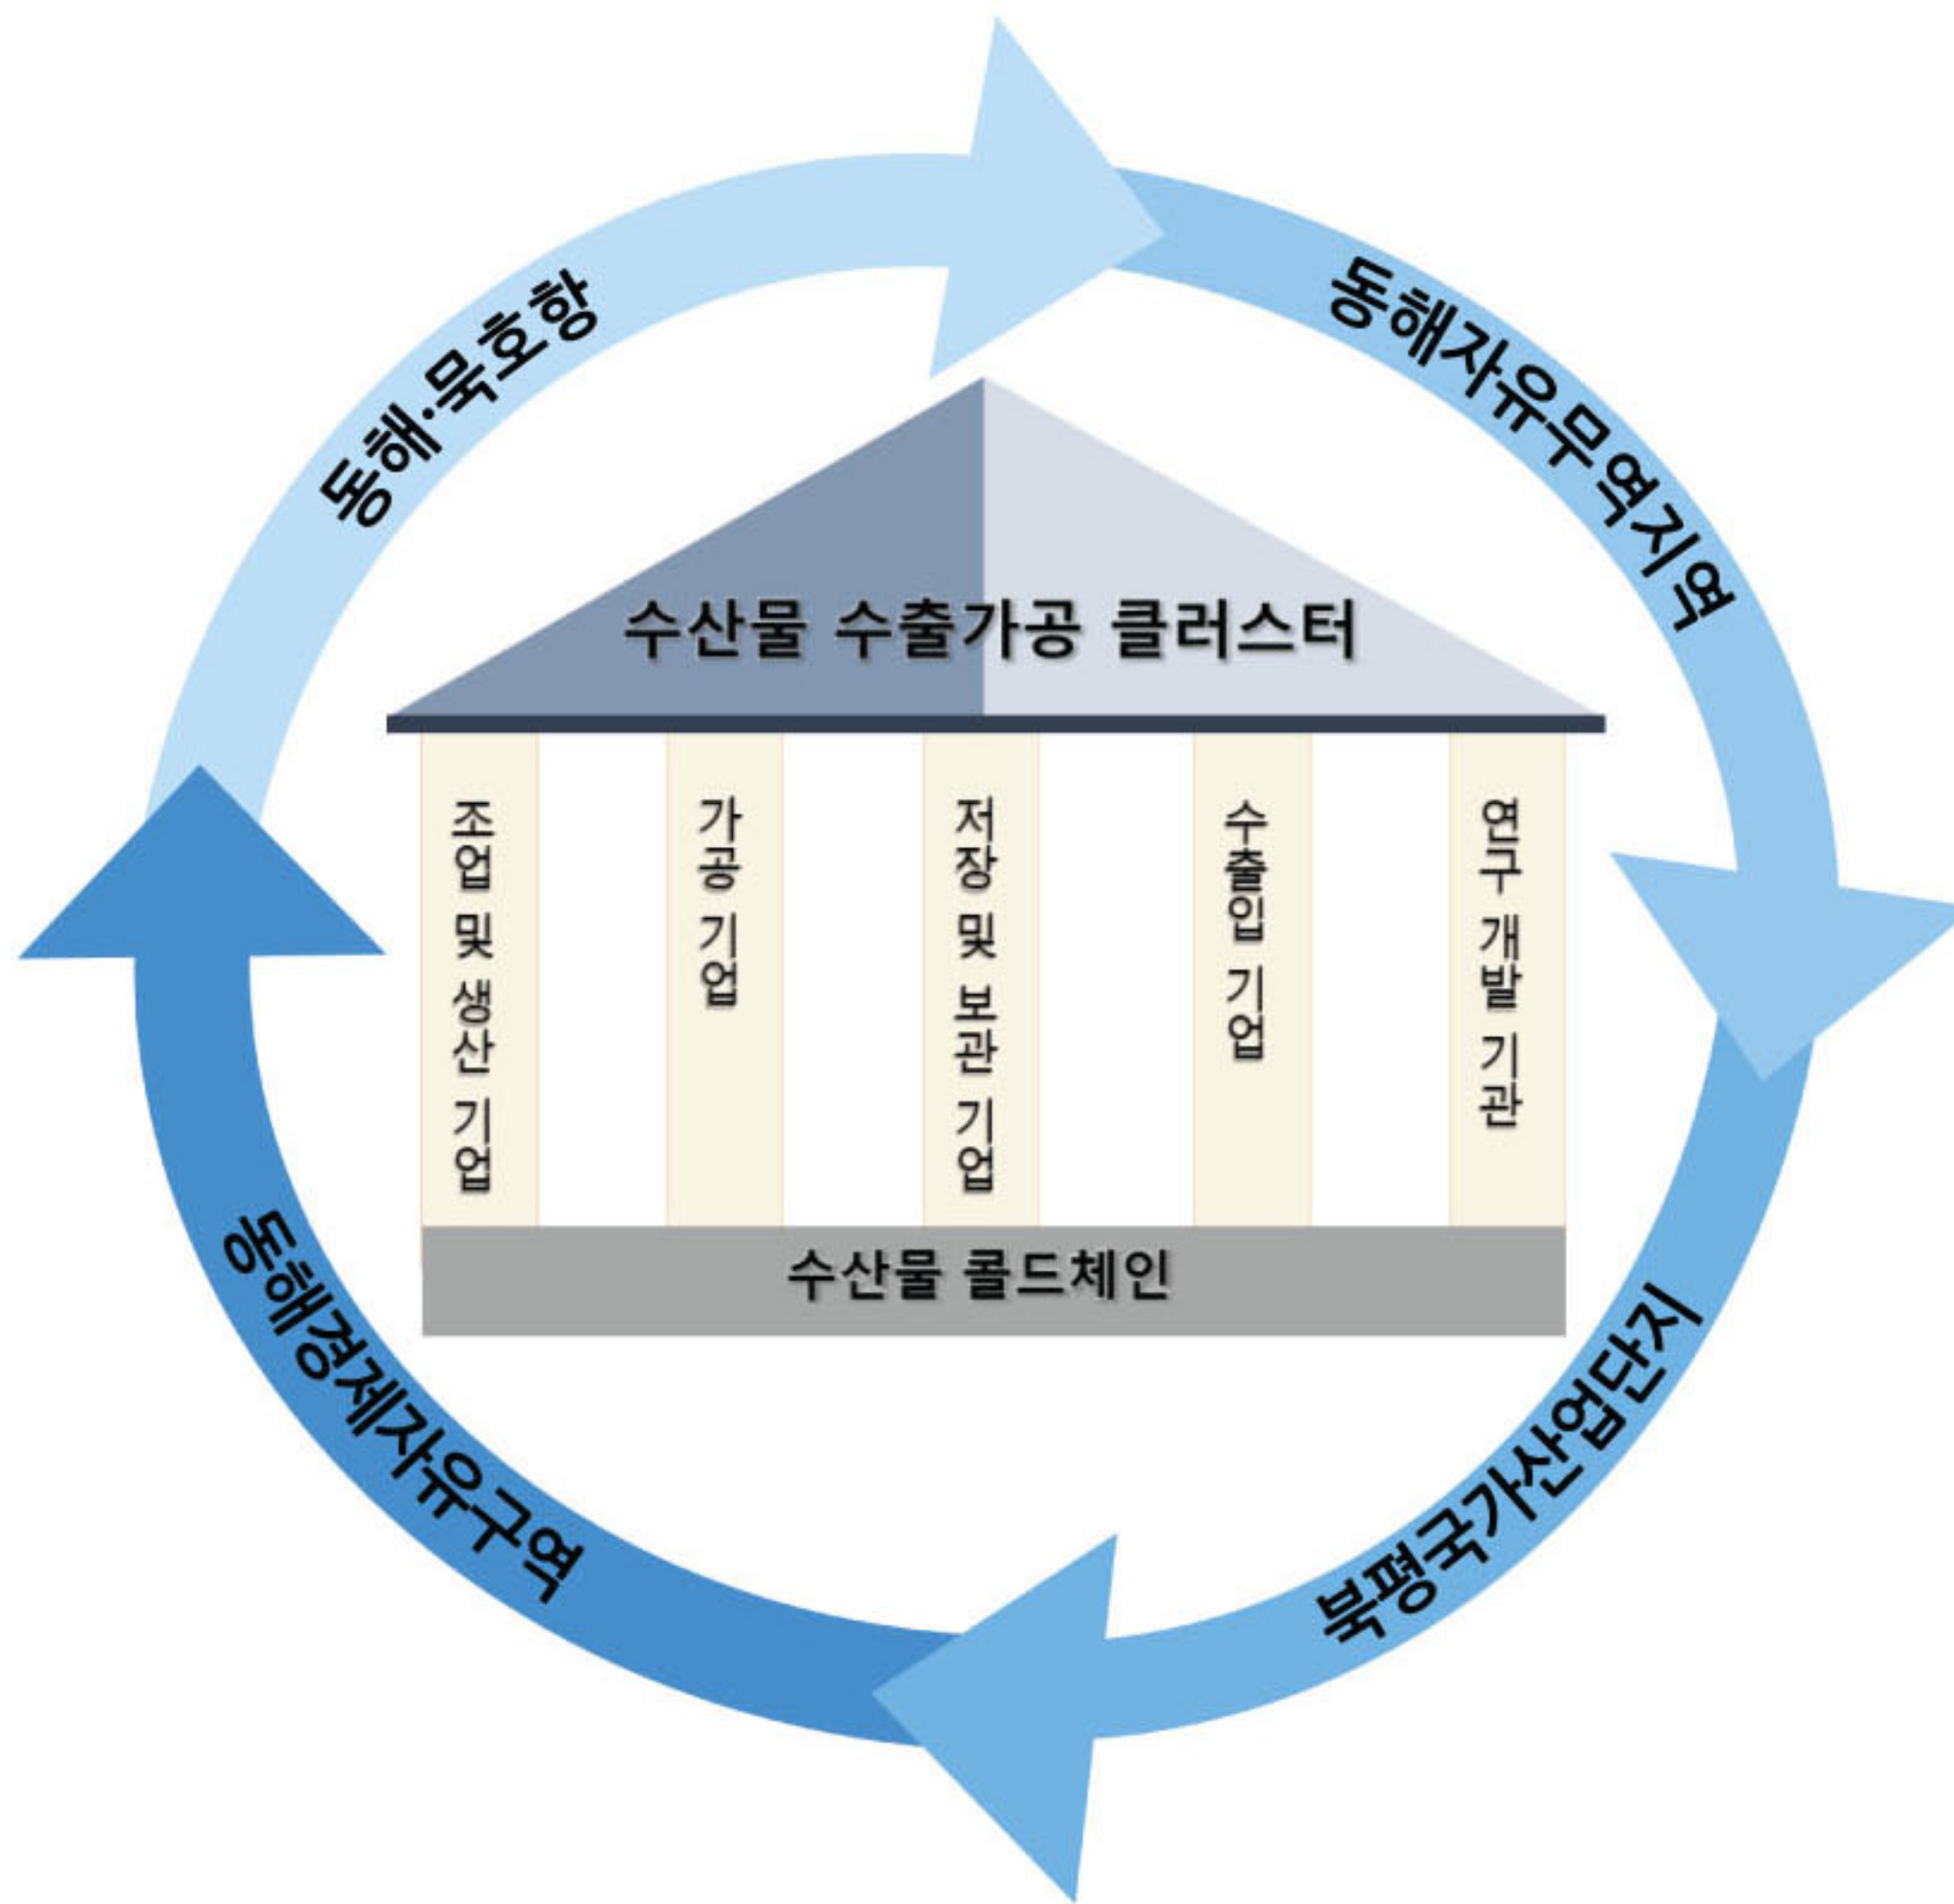 동해·묵호항
동해자유무역지역
수산물 수출가공 클러스터
조업 및 생산 기업
가공 기업
저장 및 보관 기업
수출입 기업
연구 개발 기관
수산물 콜드체인
동해경제자유구역
북평국가산업단지